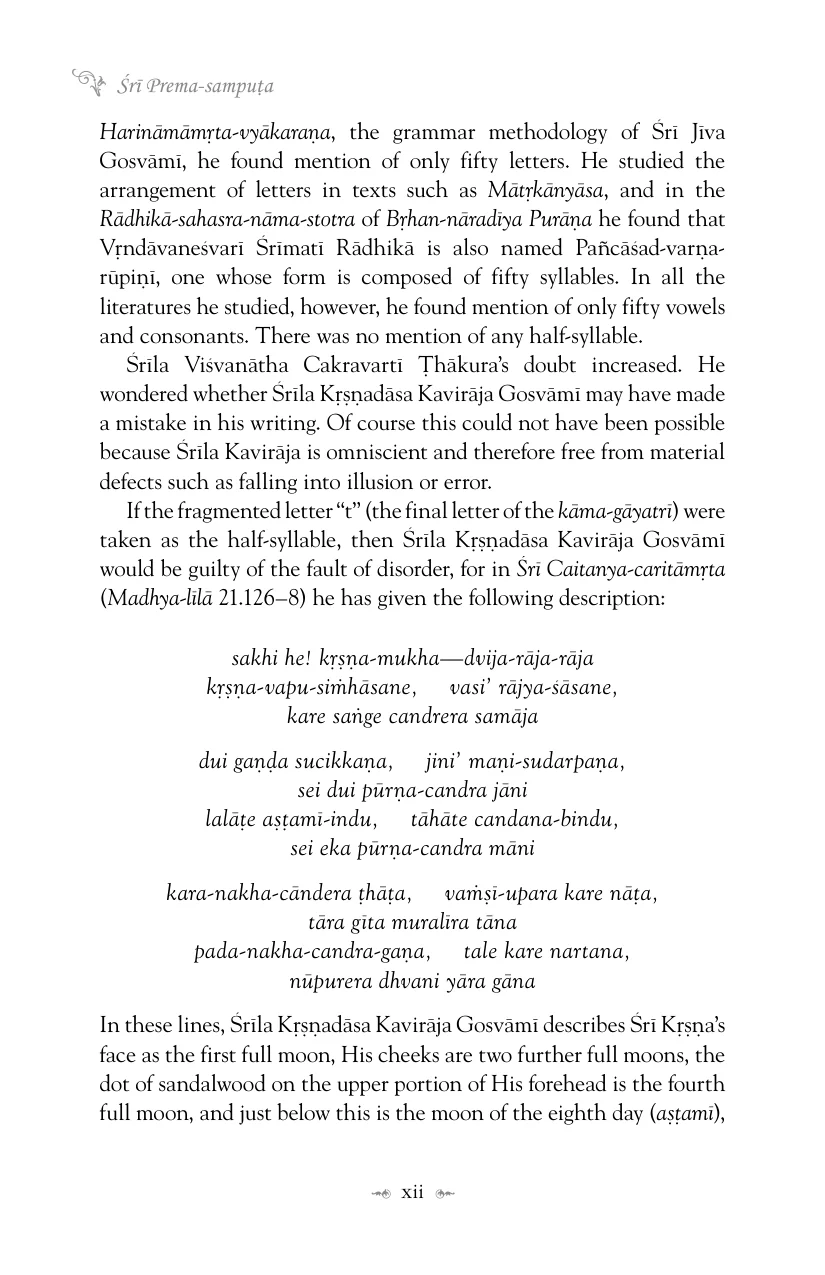 Śrī Prema-sampuṭa
Harināmāmṛta-vyākaraṇa, the grammar methodology of Śrī Jīva
Gosvāmī, he found mention of only fifty letters. He studied the
arrangement of letters in texts such as Mātṛkānyāsa, and in the
Rādhikā-sahasra-nāma-stotra of Bṛhan-nāradīya Purāṇa he found that
Vṛndāvaneśvarī Śrīmatī Rādhikā is also named Pañcāśad-varṇa-
rūpiṇī, one whose form is composed of fifty syllables. In all the
literatures he studied, however, he found mention of only fifty vowels
and consonants. There was no mention of any half-syllable.
Śrīla Viśvanātha Cakravartī Ṭhākura’s doubt increased. He
wondered whether Śrīla Kṛṣṇadāsa Kavirāja Gosvāmī may have made
a mistake in his writing. Of course this could not have been possible
because Śrīla Kavirāja is omniscient and therefore free from material
defects such as falling into illusion or error.
If the fragmented letter “t” (the final letter of the kāma-gāyatrī) were
taken as the half-syllable, then Śrīla Kṛṣṇadāsa Kavirāja Gosvāmī
would be guilty of the fault of disorder, for in Śrī Caitanya-caritāmṛta
(Madhya-līlā 21.126–8) he has given the following description:
sakhi he! kṛṣṇa-mukha—dvija-rāja-rāja
kṛṣṇa-vapu-siṁhāsane, vasi’ rājya-śāsane,
kare saṅge candrera samāja
dui gaṇḍa sucikkaṇa, jini’ maṇi-sudarpaṇa,
sei dui pūrṇa-candra jāni
lalāṭe aṣṭamī-indu, tāhāte candana-bindu,
sei eka pūrṇa-candra māni
kara-nakha-cāndera ṭhāṭa, vaṁṣī-upara kare nāṭa,
tāra gīta muralīra tāna
pada-nakha-candra-gaṇa, tale kare nartana,
nūpurera dhvani yāra gāna
In these lines, Śrīla Kṛṣṇadāsa Kavirāja Gosvāmī describes Śrī Kṛṣṇa’s
face as the first full moon, His cheeks are two further full moons, the
dot of sandalwood on the upper portion of His forehead is the fourth
full moon, and just below this is the moon of the eighth day (aṣṭamī),
xii